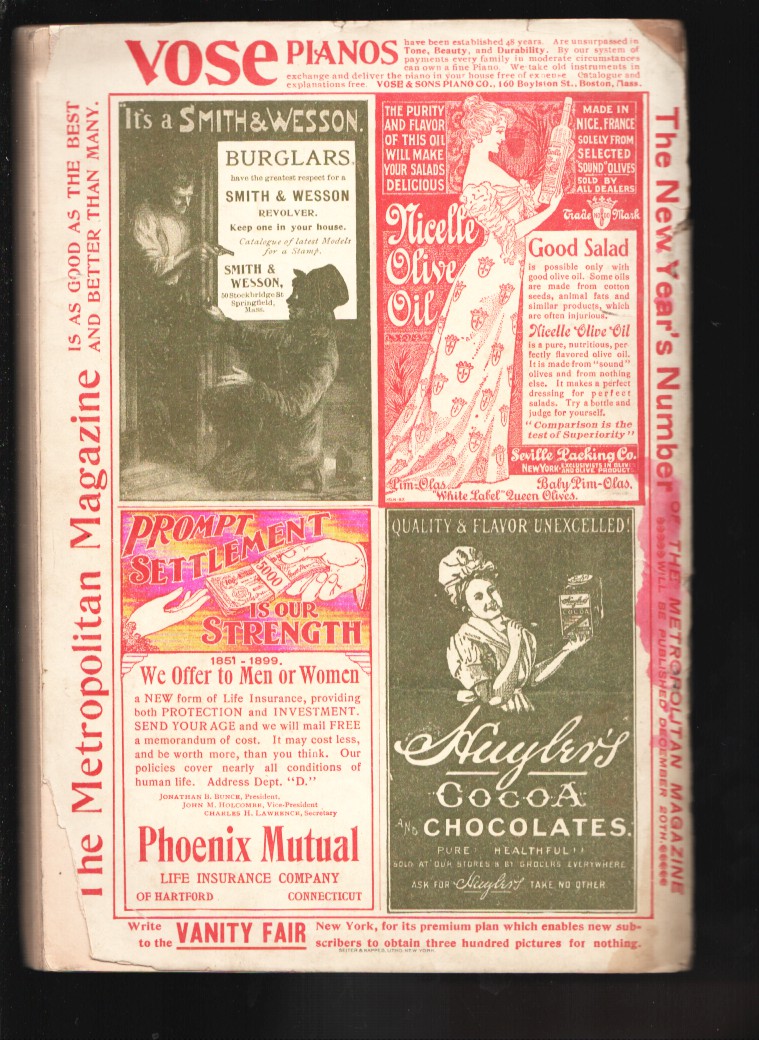 VOSE PIANOS
have been established 48 years. Are unsurpassed in
Tone, Beauty, and Durability. By our system of
payments every family in moderate circumstances
can own a fine Piano. We take old instruments in
exchange and deliver the piano in your house free of expense. Catalogue and
explanations free. VOSE & SONS PIANO CO., 160 Boylston St., Boston, Mass.
The Metropolitan Magazine
IS AS GOOD AS THE BEST
AND BETTER THAN MANY.
"It's a SMITH & WESSON.
BURGLARS,
have the greatest respect for a
SMITH & WESSON
REVOLVER.
Keep one in your house.
Catalogue of latest Models
for a Stamp.
SMITH &
WESSON,
Stockbridge St
Springfield,
Mass.
THE PURITY
AND FLAVOR
OF THIS OIL
WILL MAKE
YOUR SALADS
DELICIOUS
MADE IN
NICE, FRANCE
SOLELY FROM
SELECTED
"SOUND" OLIVES
SOLD BY
ALL DEALERS
Trade Mark
Nicelle
Olive
Oil
Good Salad
is possible only with
good olive oil. Some oils
are made from cotton
seeds, animal fats and
similar products, which
are often injurious.
Nicelle Olive Oil
is a pure, nutritious, per-
fectly flavored olive oil.
It is made from "sound"
olives and from nothing
else. It makes a perfect
dressing for perfect
salads. Try a bottle and
judge for yourself.
"Comparison is the
test of Superiority"
Seville Packing Co.
NEW YORK EXCLUSIVISTS IN OLIVE
AND OLIVE PRODUCT
Pim-Olas.
Baby Pim-Olas.
"White Label" Queen Olives.
PROMPT
SETTLEMENT
5000
IS OUR
STRENGTH
1851 - 1899.
We Offer to Men or Women
a NEW form of Life Insurance, providing
both PROTECTION and INVESTMENT.
SEND YOUR AGE and we will mail FREE
a memorandum of cost. It may cost less,
and be worth more, than you think. Our
policies cover nearly all conditions of
human life. Address Dept. "D."
JONATHAN B. BUNCE, President.
JOHN M. HOLCOMBE, Vice-President
CHARLES H. LAWRENCE, Secretary
Phoenix Mutual
LIFE INSURANCE COMPANY
OF HARTFORD CONNECTICUT
QUALITY & FLAVOR UNEXCELLED!
Huyler's
COCOA
Huyler's
COCOA
AND CHOCOLATES.
PURE! HEALTHFUL!!
SOLD AT OUR STORES & BY GROCERS EVERYWHERE
ASK FOR Huyler's TAKE NO OTHER
The New Year's Number OF THE METROPOLITAN MAGAZINE
WILL BE PUBLISHED DECEMBER 20TH.
Write
to the VANITY FAIR
New York, for its premium plan which enables new sub-
scribers to obtain three hundred pictures for nothing.